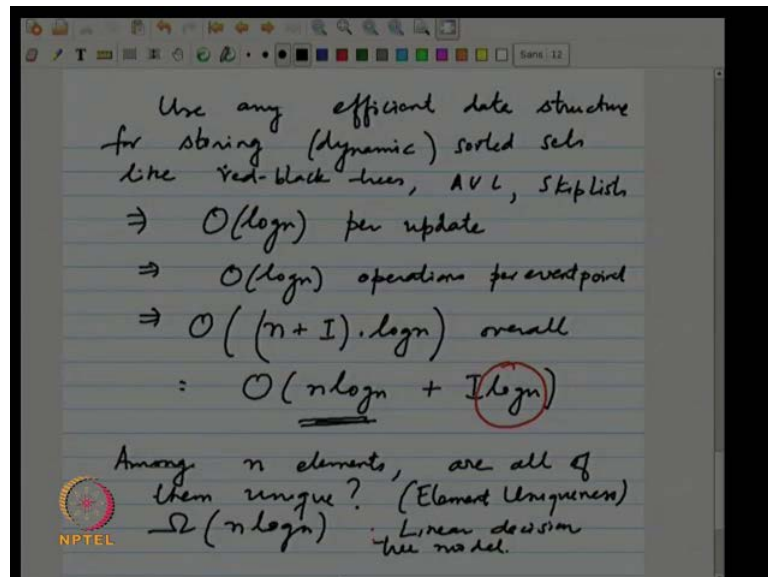 T
Sans 12
Use any efficient data structure
for storing (dynamic) sorted sets
like red-black trees, AVL, Skiplists
⇒ O(logn) per update
⇒ O(logn) operations per event point
⇒ O((n + I).logn) overall
: O(nlogn + Ilogn)
Among n elements, are all of
them unique? (Element Uniqueness)
Ω(nlogn) : Linear decision
tree model.
NPTEL